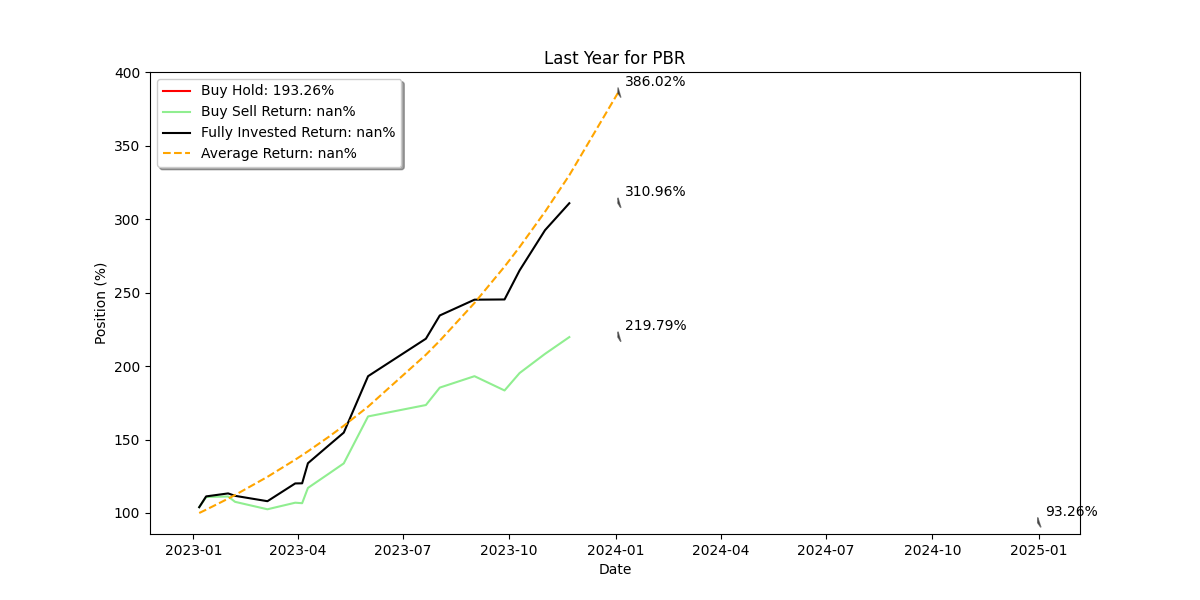 Last Year for PBR
400
350
300
250
200
150
100
Position (%)
Buy Hold: 193.26%
Buy Sell Return: nan%
Fully Invested Return: nan%
Average Return: nan%
386.02%
310.96%
219.79%
93.26%
2023-01 2023-04 2023-07 2023-10 2024-01 2024-04 2024-07 2024-10 2025-01
Date